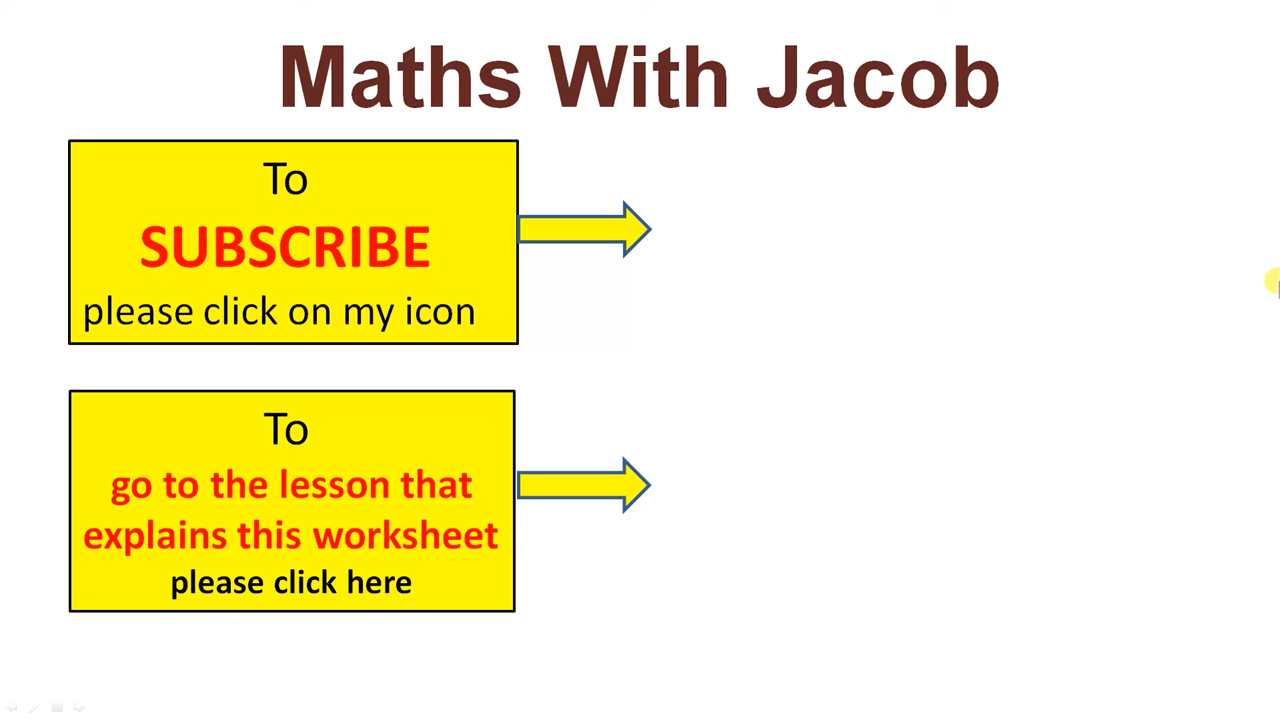 Maths With Jacob
To
SUBSCRIBE
please click on my icon
To
go to the lesson that
explains this worksheet
please click here